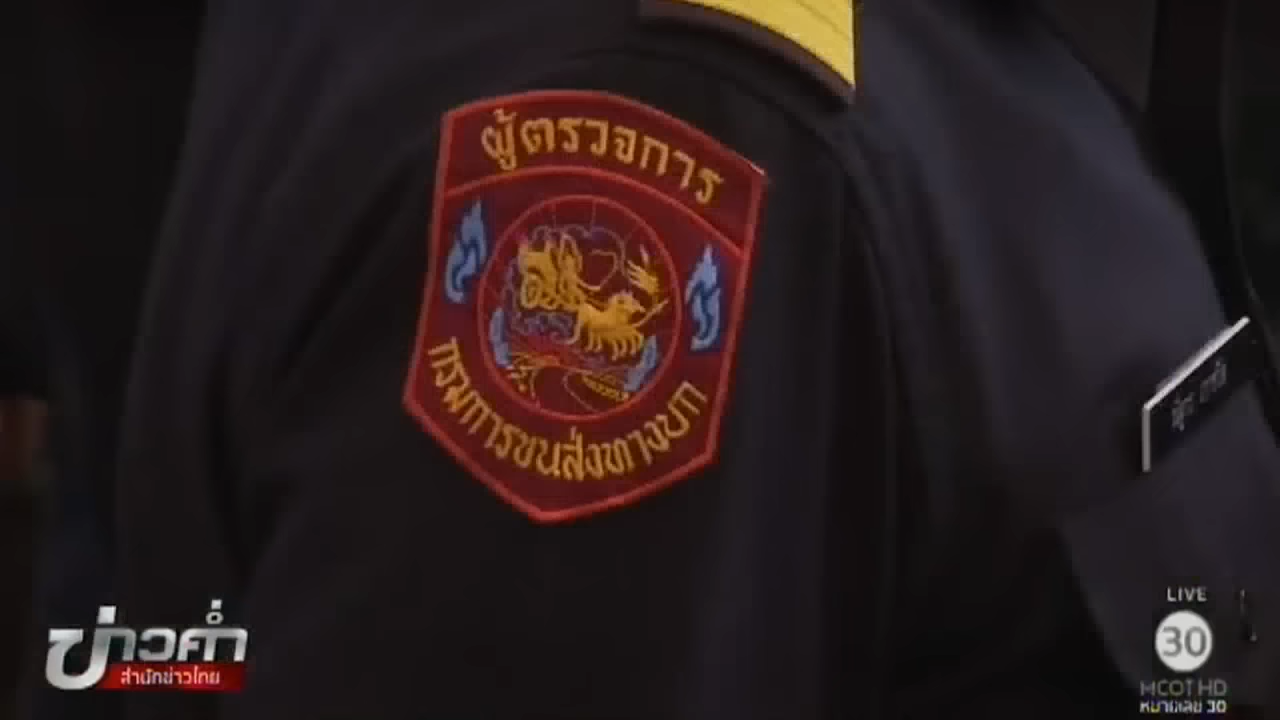 ผู้ตรวจการ
กรมการขนส่งทางบก
ข่าวค่ำ
สำนักข่าวไทย
LIVE
30
MCOT HD
หมายเลข 30